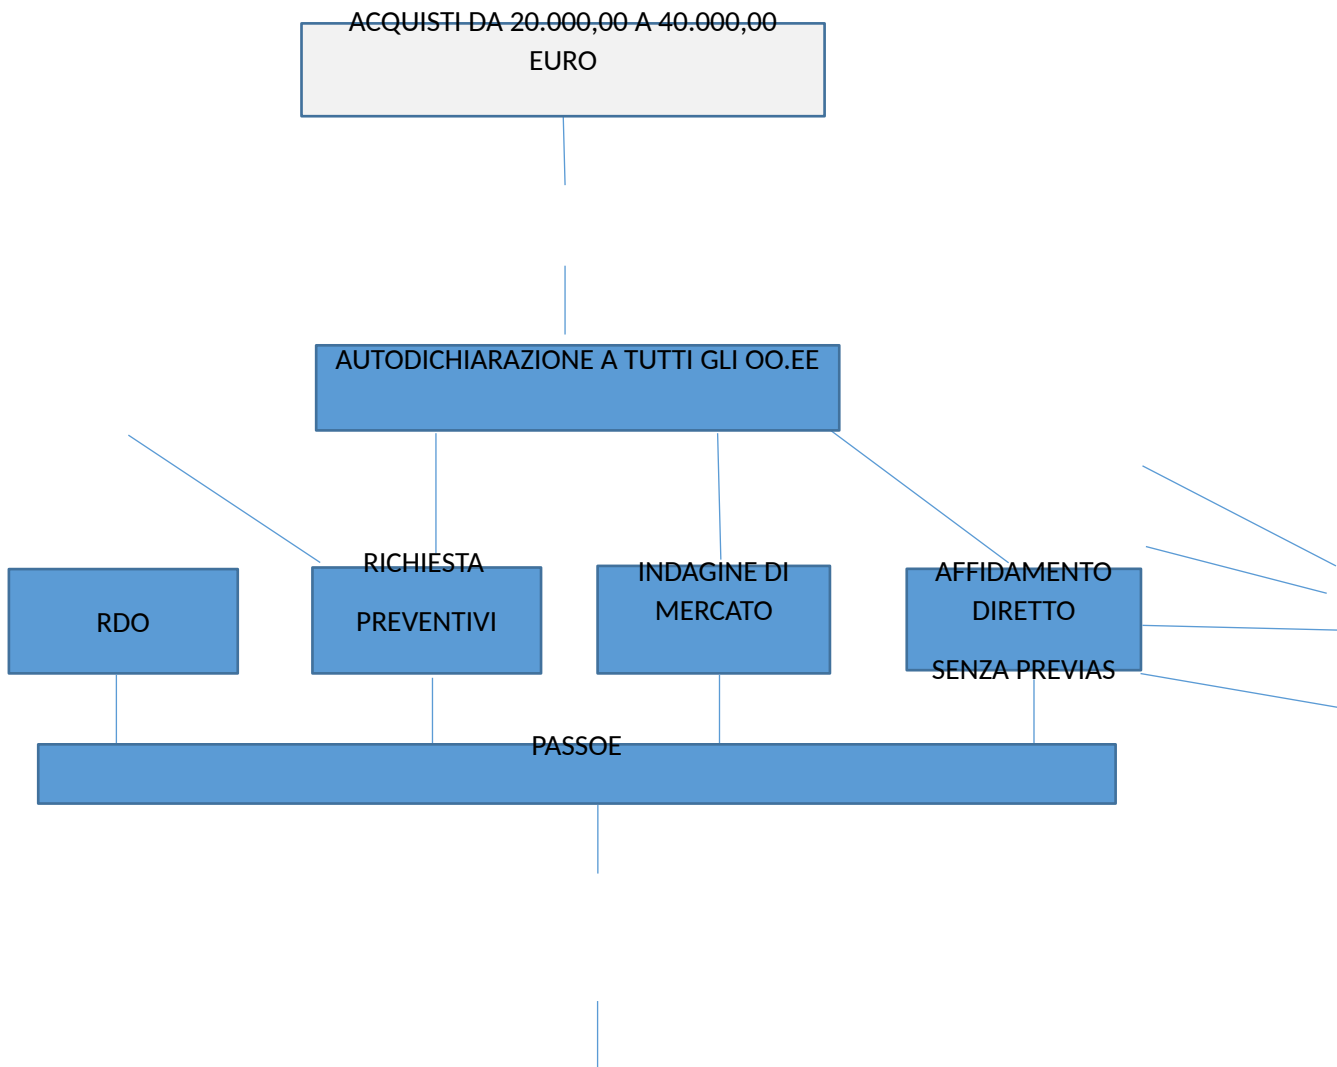 ACQUISTI DA 20.000,00 A 40.000,00
EURO
AUTODICHIARAZIONE A TUTTI GLI OO.EE
RDO
RICHIESTA
PREVENTIVI
INDAGINE DI
MERCATO
AFFIDAMENTO
DIRETTO
SENZA PREVIAS
PASSOE